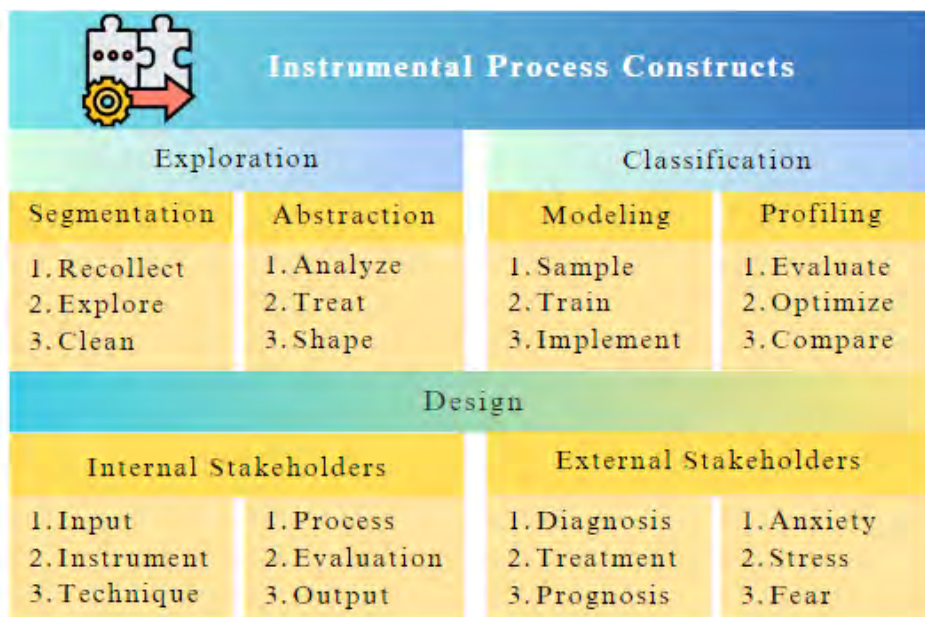 Instrumental Process Constructs
Exploration
Segmentation
1. Recollect
2. Explore
3. Clean
Abstraction
1. Analyze
2. Treat
3. Shape
Classification
Modeling
1. Sample
2. Train
3. Implement
Profiling
1. Evaluate
2. Optimize
3. Compare
Design
Internal Stakeholders
1. Input
2. Instrument
3. Technique
1. Process
2. Evaluation
3. Output
External Stakeholders
1. Diagnosis
2. Treatment
3. Prognosis
1. Anxiety
2. Stress
3. Fear